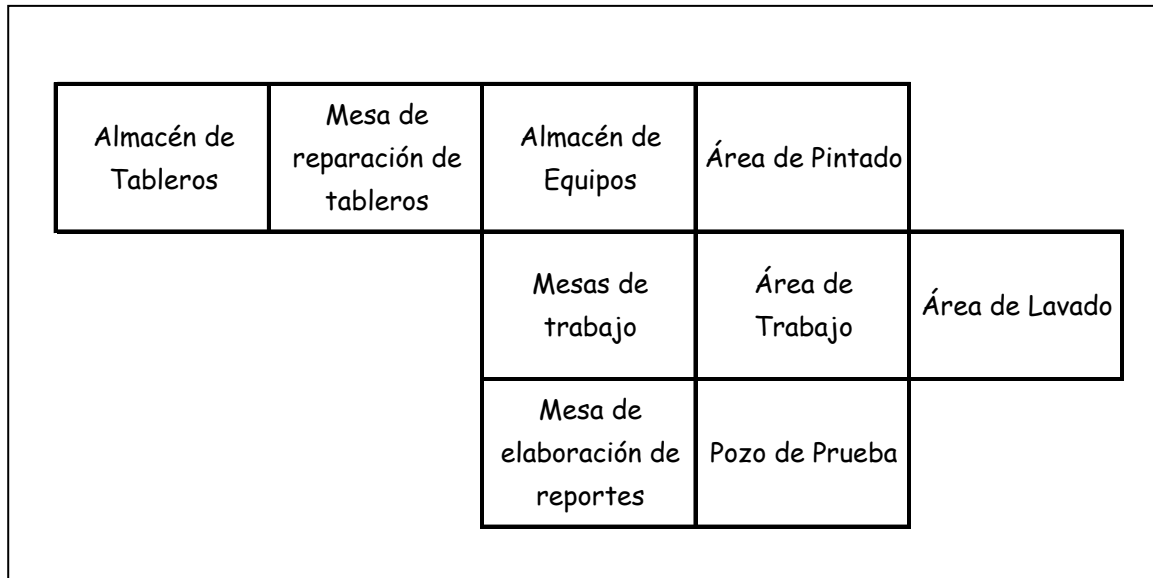 Almacén de
Tableros
Mesa de
reparación de
tableros
Almacén de
Equipos
Área de Pintado
Mesas de
trabajo
Área de
Trabajo
Área de Lavado
Mesa de
elaboración de
reportes
Pozo de Prueba